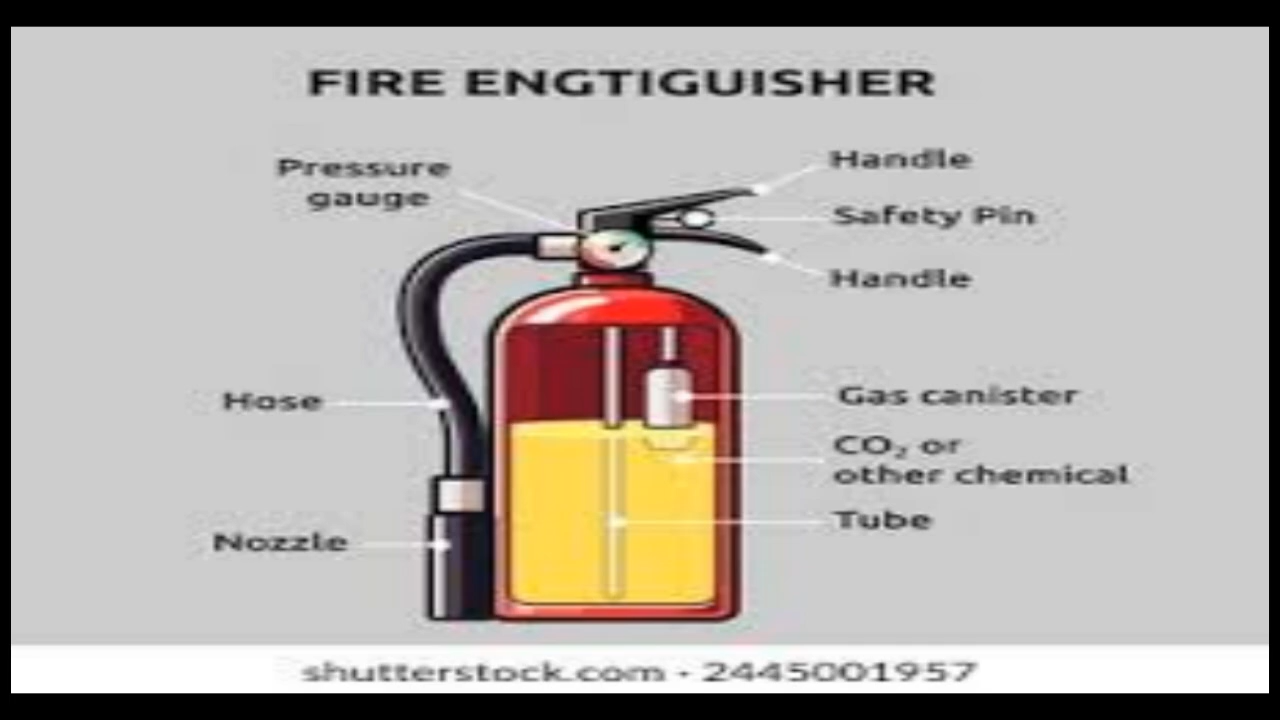 FIRE ENGTIGUISHER
Pressure
gauge
Handle
Safety Pin
Handle
Hose
Gas canister
CO₂ or
other chemical
Tube
Nozzle
shutterstock.com · 2445001957